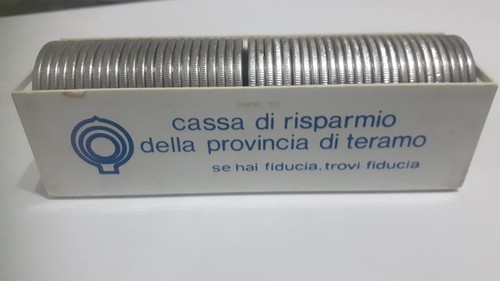 cassa di risparmio
della provincia di teramo
se hai fiducia. trovi fiducia